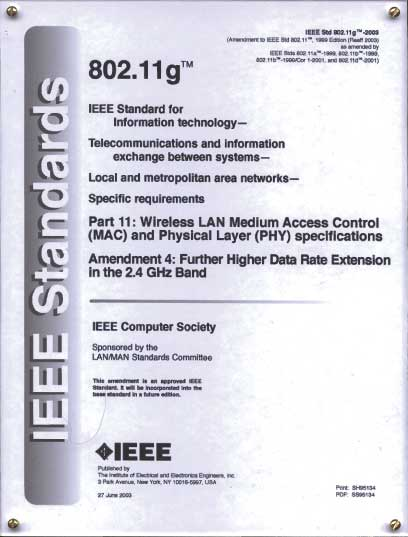 IEEE Standards
IEEE Std 802.11g™-2003
(Amendment to IEEE Std 802.11™, 1999 Edition (Reaff 2003)
as amended by
IEEE Stds 802.11a™-1999, 802.11b™-1999,
802.11b™-1999/Cor 1-2001, and 802.11d™-2001)
802.11g™
IEEE Standard for
Information technology—
Telecommunications and information
exchange between systems—
Local and metropolitan area networks—
Specific requirements
Part 11: Wireless LAN Medium Access Control
(MAC) and Physical Layer (PHY) specifications
Amendment 4: Further Higher Data Rate Extension
in the 2.4 GHz Band
IEEE Computer Society
Sponsored by the
LAN/MAN Standards Committee
This amendment is an approved IEEE
Standard. It will be incorporated into the
base standard in a future edition.
IEEE
Published by
The Institute of Electrical and Electronics Engineers, Inc.
3 Park Avenue, New York, NY 10016-5997, USA
27 June 2003
Print: SH95134
PDF: SS95134